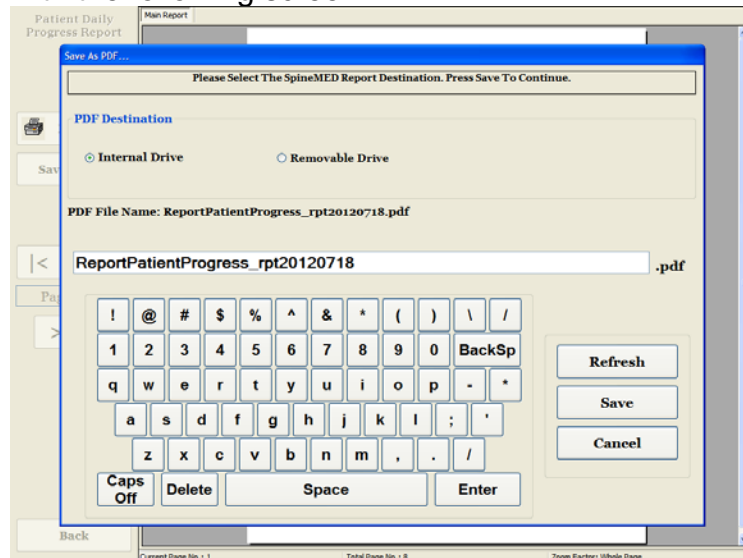 Patient Daily
Progress Report
Main Report
Save As PDF...
Please Select The SpineMED Report Destination. Press Save To Continue.
PDF Destination
Internal Drive
Removable Drive
PDF File Name: ReportPatientProgress_rpt20120718.pdf
ReportPatientProgress_rpt20120718
.pdf
! @ # $ % ^ & * ( ) \ /
1 2 3 4 5 6 7 8 9 0 BackSp
q w e r t y u i o p - *
a s d f g h j k l ; '
z x c v b n m , . /
Caps Off Delete Space Enter
Refresh
Save
Cancel
Sav
|<
Pag
>
Back
Current Page No.: 1
Total Page No.: 8
Zoom Factor: Whole Page